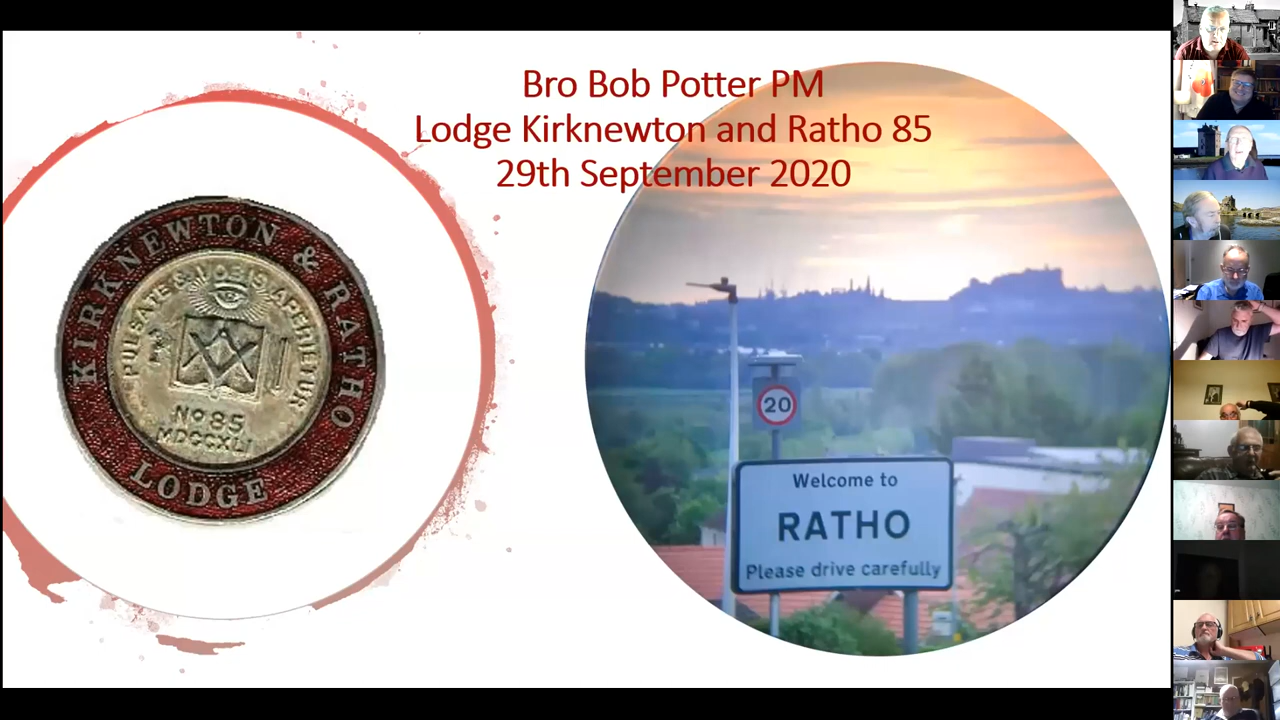 Bro Bob Potter PM
Lodge Kirknewton and Ratho 85
29th September 2020
KIRKNEWTON & RATHO
LODGE
PULSATE & VOBIS APERIETUR
No 85
MDCCXLI
20
Welcome to
RATHO
Please drive carefully